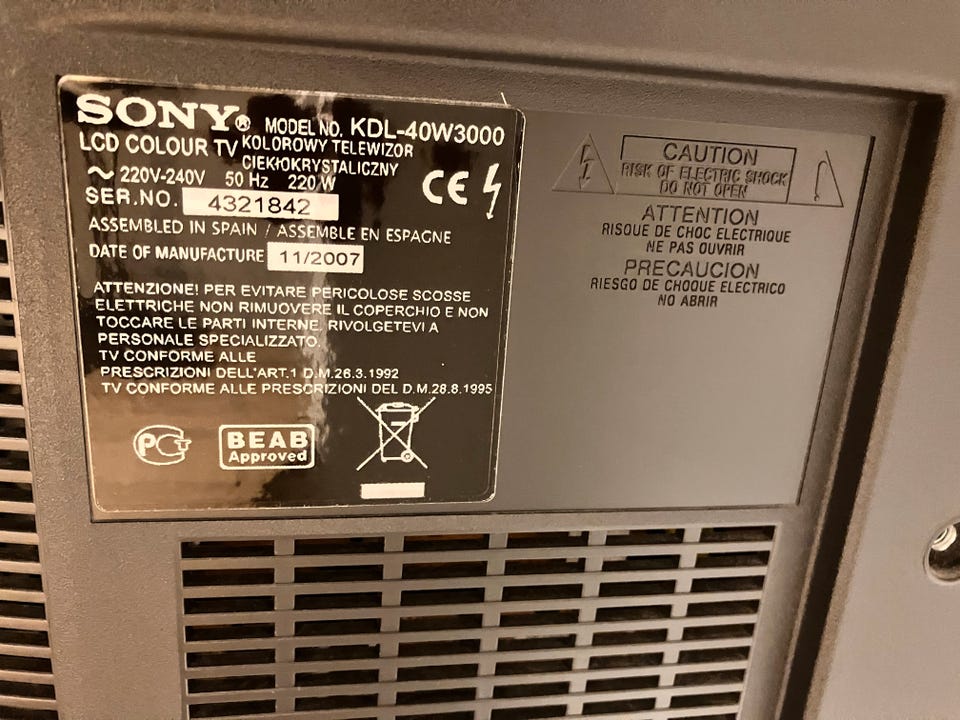 SONY® MODEL NO. KDL-40W3000
LCD COLOUR TV KOLOROWY TELEWIZOR
CIEKŁOKRYSTALICZNY
~ 220V-240V 50 Hz 220 W
CE
SER.NO. 4321842
ASSEMBLED IN SPAIN / ASSEMBLE EN ESPAGNE
DATE OF MANUFACTURE 11/2007
ATTENZIONE! PER EVITARE PERICOLOSE SCOSSE
ELETTRICHE NON RIMUOVERE IL COPERCHIO E NON
TOCCARE LE PARTI INTERNE, RIVOLGETEVI A
PERSONALE SPECIALIZZATO.
TV CONFORME ALLE
PRESCRIZIONI DELL'ART.1 D.M.26.3.1992
TV CONFORME ALLE PRESCRIZIONI DEL D.M.28.8.1995
PCT
BEAB
Approved
CAUTION
RISK OF ELECTRIC SHOCK
DO NOT OPEN
ATTENTION
RISQUE DE CHOC ELECTRIQUE
NE PAS OUVRIR
PRECAUCION
RIESGO DE CHOQUE ELECTRICO
NO ABRIR